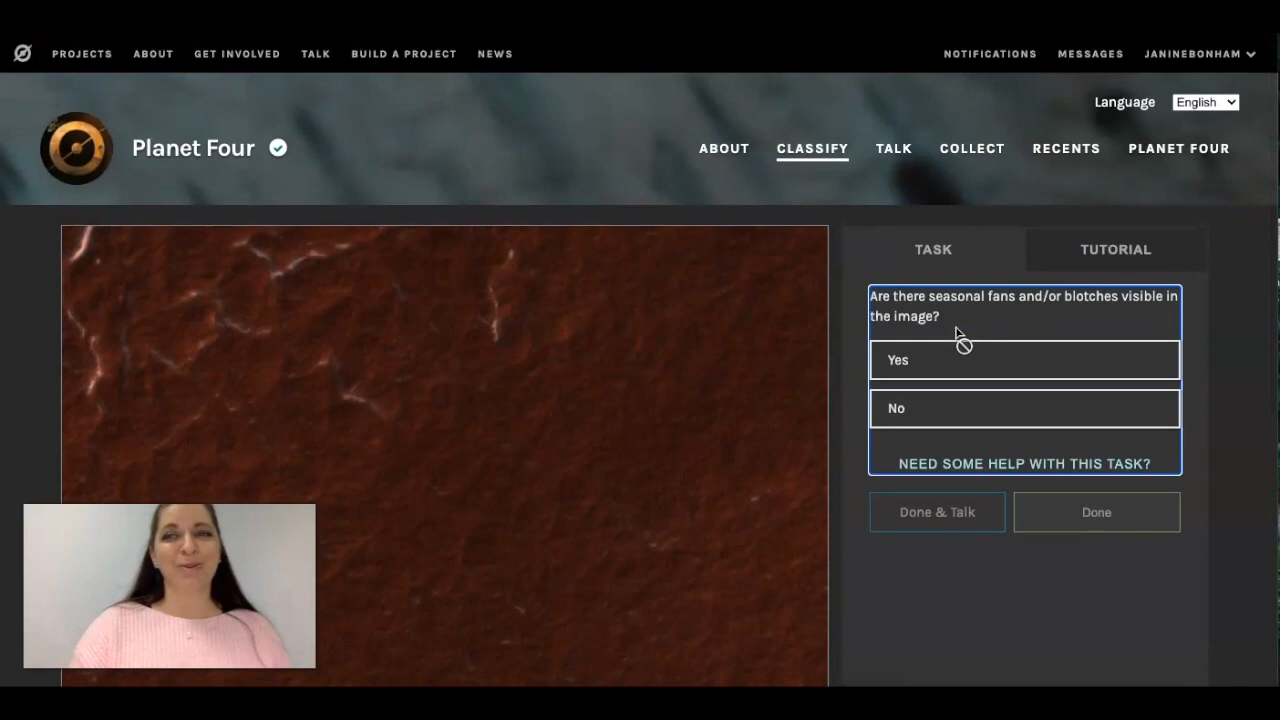 PROJECTS ABOUT GET INVOLVED TALK BUILD A PROJECT NEWS NOTIFICATIONS MESSAGES JANINEBONHAM
Language English
Planet Four ABOUT CLASSIFY TALK COLLECT RECENTS PLANET FOUR
TASK TUTORIAL
Are there seasonal fans and/or blotches visible in
the image?
Yes
No
NEED SOME HELP WITH THIS TASK?
Done & Talk Done